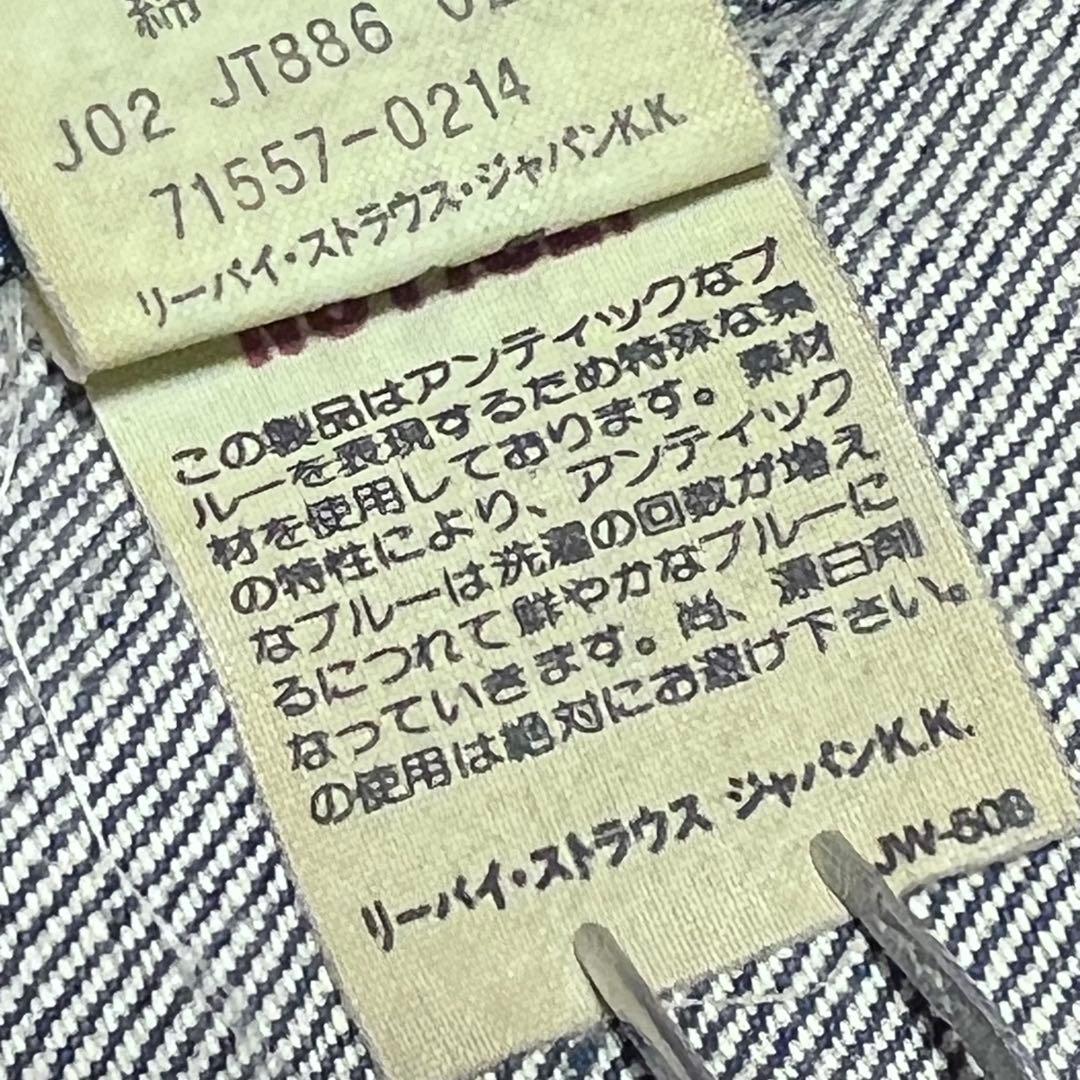 綿
J02 JT886 02
71557-0214
リーバイ・ストラウス・ジャパンK.K.
この製品はアンティックなブ
ルーを表現するため特殊な素
材を使用しております。素材
の特性により、アンティック
なブルーは洗濯の回数が増え
るにつれて鮮やかなブルーに
なっていきます。尚、漂白剤
の使用は絶対にお避け下さい。
リーバイ・ストラウス ジャパンK.K.
JW-608